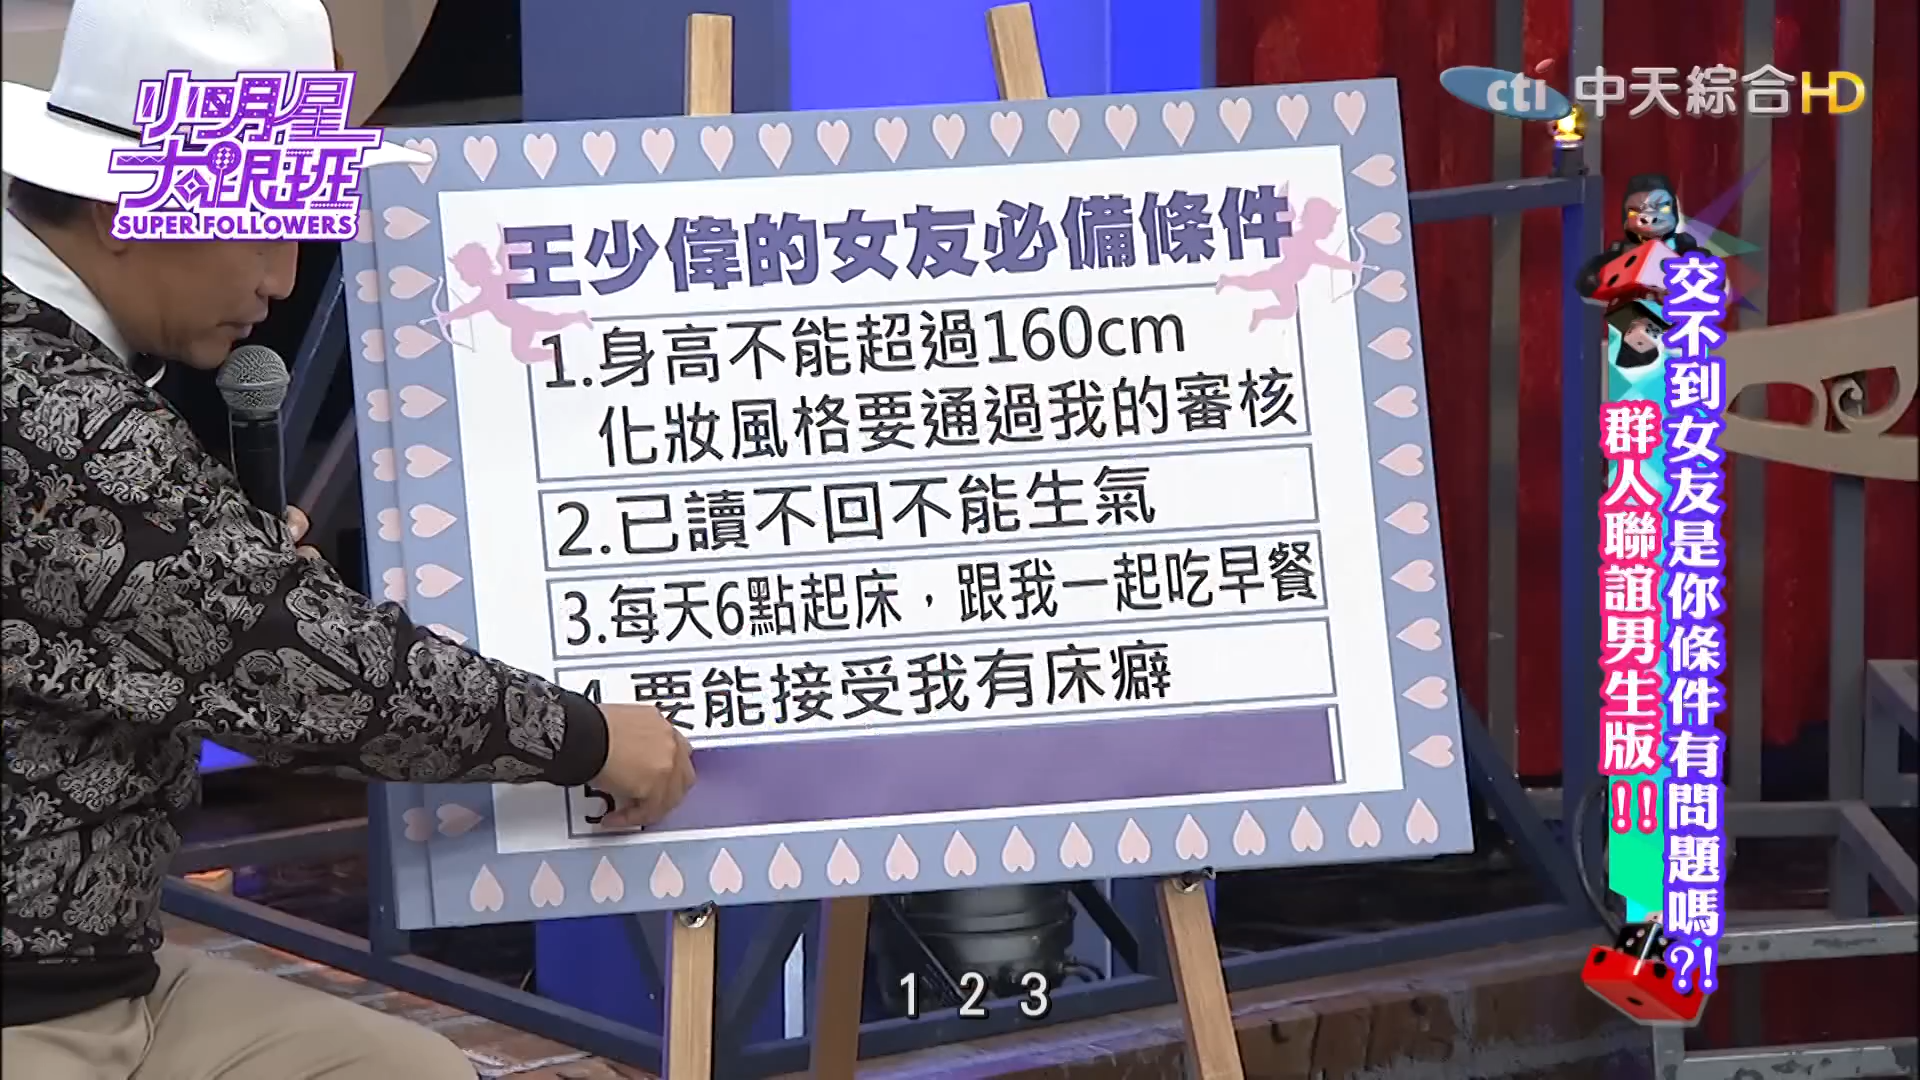 小明星
大跟班
SUPER FOLLOWERS
cti 中天綜合HD
王少偉的女友必備條件
1.身高不能超過160cm
化妝風格要通過我的審核
2.已讀不回不能生氣
3.每天6點起床，跟我一起吃早餐
4.要能接受我有床癖
5
交不到女友是你條件有問題嗎?!
群人聯誼男生版!!
1 2 3